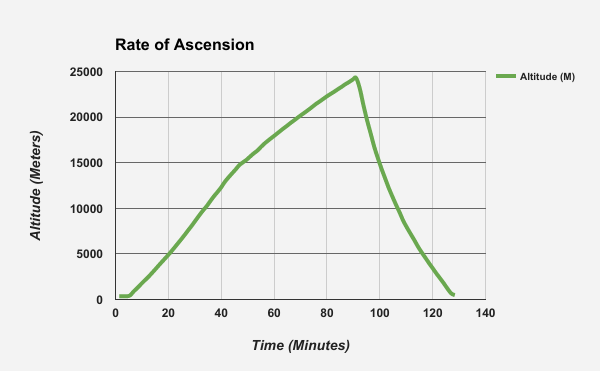 Rate of Ascension
Altitude (M)
Altitude (Meters)
25000
20000
15000
10000
5000
0
0 20 40 60 80 100 120 140
Time (Minutes)